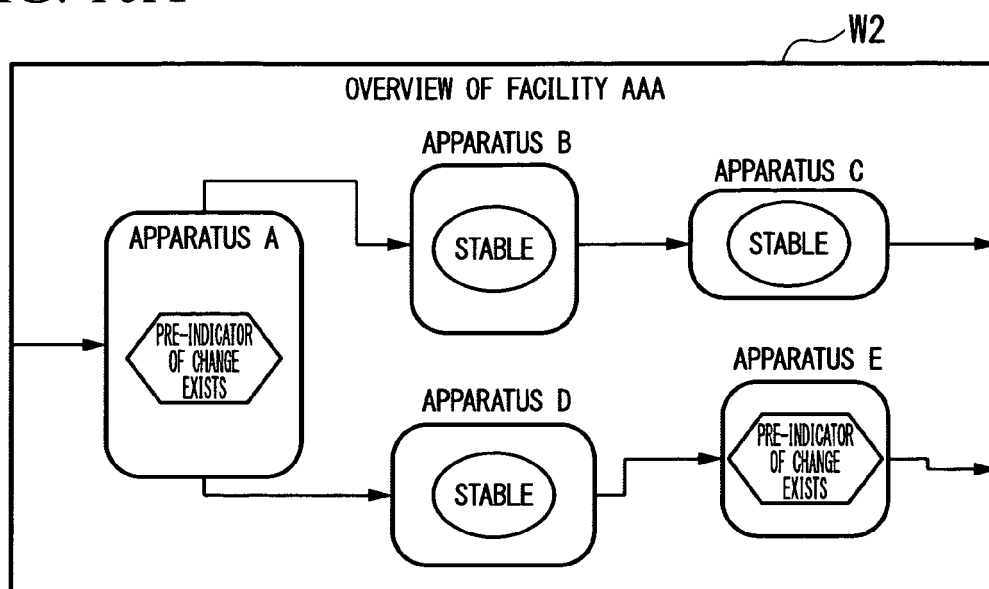 W2
OVERVIEW OF FACILITY AAA
APPARATUS B
APPARATUS C
APPARATUS A
STABLE
STABLE
PRE-INDICATOR
OF CHANGE
EXISTS
APPARATUS E
APPARATUS D
PRE-INDICATOR
OF CHANGE
EXISTS
STABLE